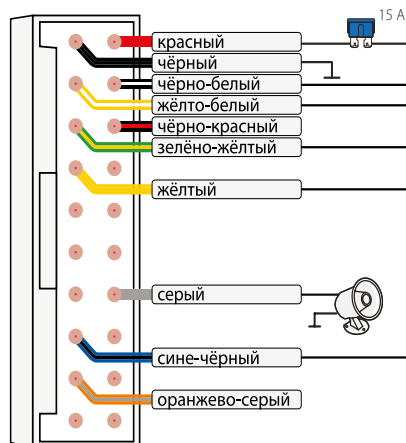 15 А
красный
чёрный
чёрно-белый
жёлто-белый
чёрно-красный
зелёно-жёлтый
жёлтый
серый
сине-чёрный
оранжево-серый